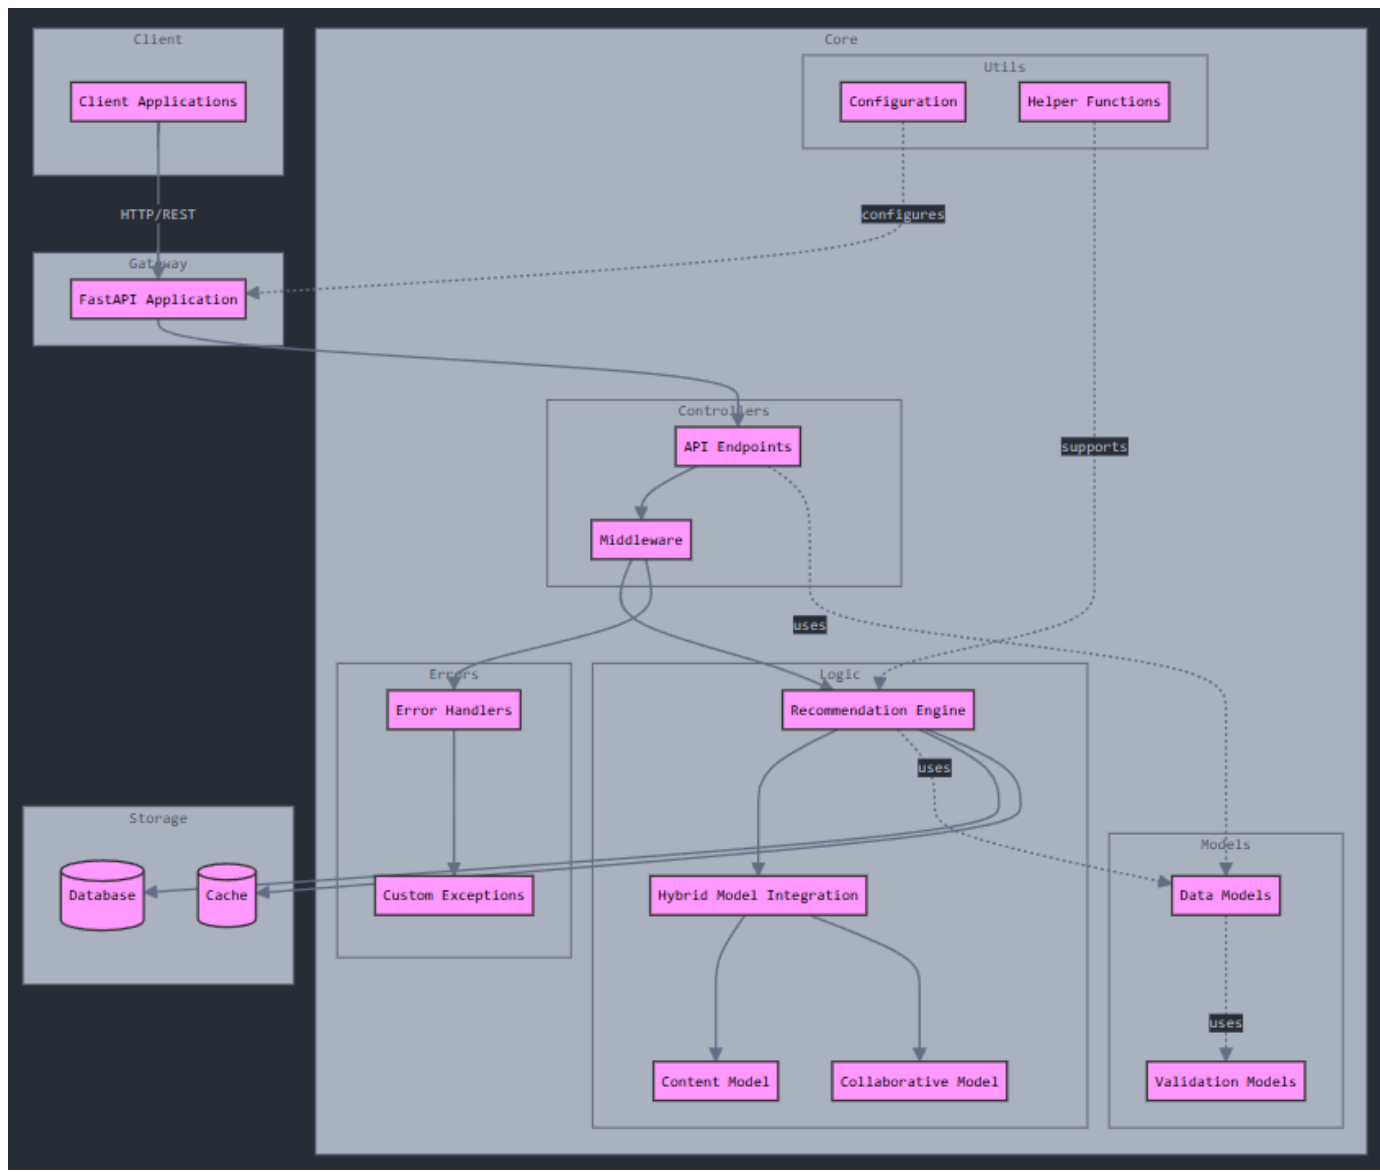 Client
Client Applications
HTTP/REST
Gateway
FastAPI Application
Core
Utils
Configuration
Helper Functions
configures
supports
Controllers
API Endpoints
Middleware
uses
Errors
Error Handlers
Custom Exceptions
Logic
Recommendation Engine
uses
Hybrid Model Integration
Content Model
Collaborative Model
Storage
Database
Cache
Models
Data Models
uses
Validation Models